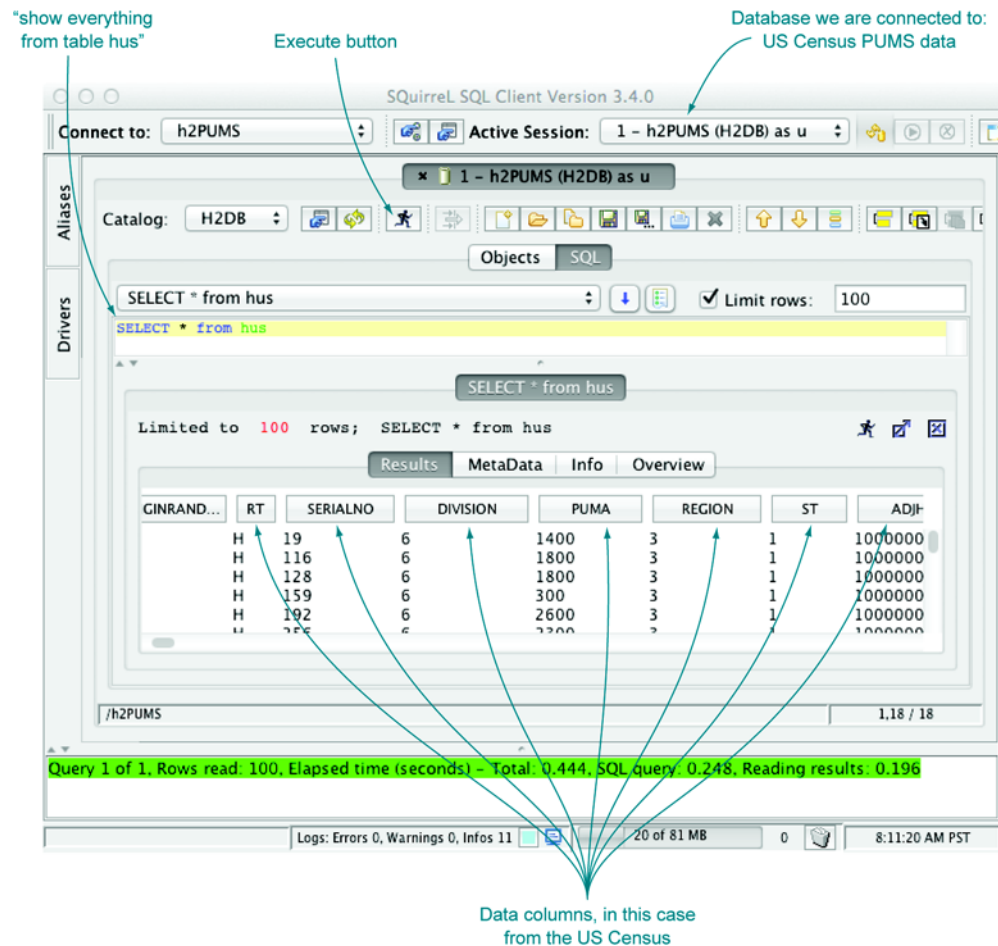 “show everything
from table hus”
Execute button
Database we are connected to:
US Census PUMS data
SQuirreL SQL Client Version 3.4.0
Connect to: h2PUMS Active Session: 1 – h2PUMS (H2DB) as u
1 – h2PUMS (H2DB) as u
Aliases
Drivers
Catalog: H2DB
Objects SQL
SELECT * from hus Limit rows: 100
SELECT * from hus
SELECT * from hus
Limited to 100 rows; SELECT * from hus
Results MetaData Info Overview
GINRAND... RT SERIALNO DIVISION PUMA REGION ST ADJH
H 19 6 1400 3 1 1000000
H 116 6 1800 3 1 1000000
H 128 6 1800 3 1 1000000
H 159 6 300 3 1 1000000
H 192 6 2600 3 1 1000000
H 256 6 2300 3 1 1000000
/h2PUMS 1,18 / 18
Query 1 of 1, Rows read: 100, Elapsed time (seconds) – Total: 0.444, SQL query: 0.248, Reading results: 0.196
Logs: Errors 0, Warnings 0, Infos 11 20 of 81 MB 0 8:11:20 AM PST
Data columns, in this case
from the US Census